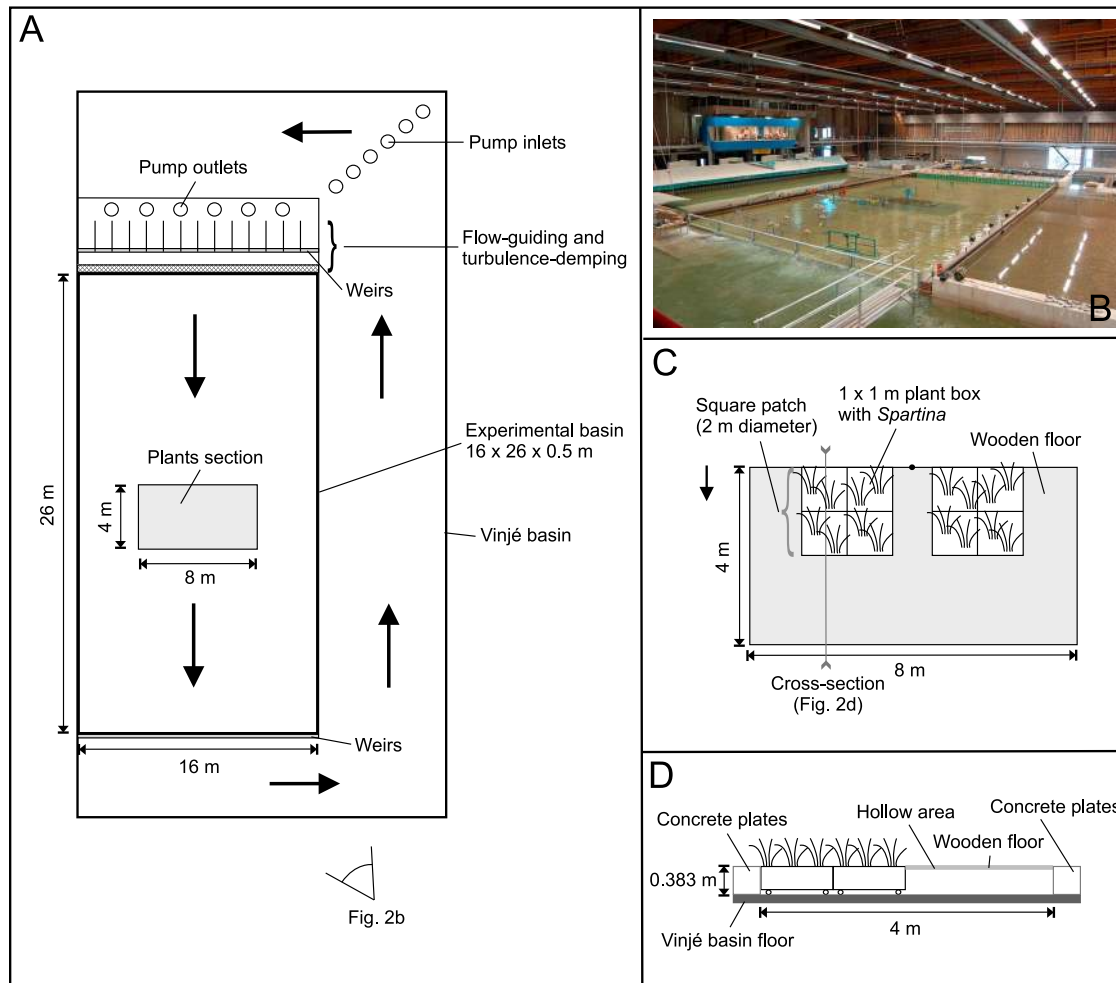 A
Pump inlets
Pump outlets
Flow-guiding and
turbulence-demping
Weirs
26 m
Plants section
4 m
8 m
Experimental basin
16 x 26 x 0.5 m
Vinjé basin
Weirs
16 m
Fig. 2b
B
C
1 x 1 m plant box
with Spartina
Square patch
(2 m diameter)
Wooden floor
4 m
8 m
Cross-section
(Fig. 2d)
D
Concrete plates
Hollow area
Wooden floor
Concrete plates
0.383 m
4 m
Vinjé basin floor